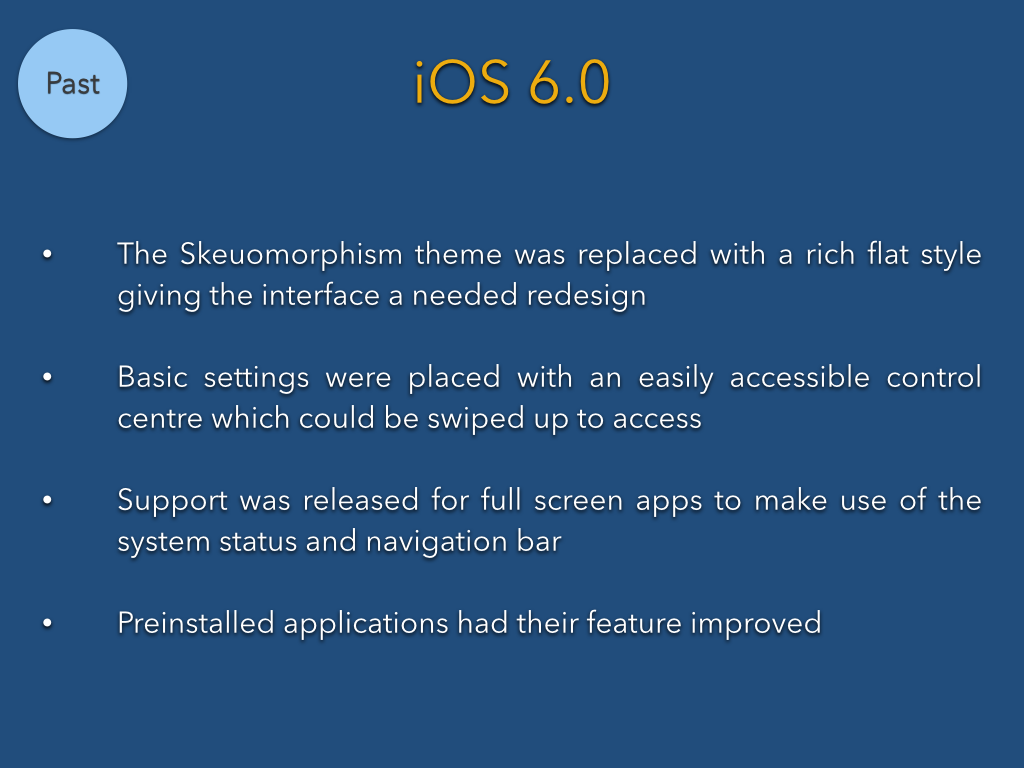 Past
iOS 6.0
• The Skeuomorphism theme was replaced with a rich flat style
giving the interface a needed redesign
• Basic settings were placed with an easily accessible control
centre which could be swiped up to access
• Support was released for full screen apps to make use of the
system status and navigation bar
• Preinstalled applications had their feature improved